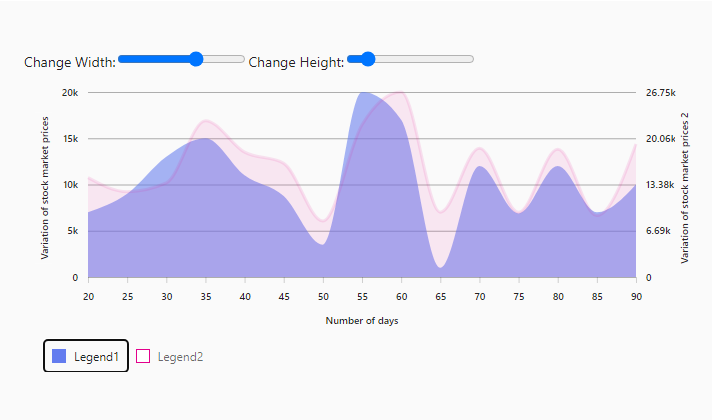 Change Width: Change Height:
20k 26.75k
15k 20.06k
10k 13.38k
5k 6.69k
0 0
Variation of stock market prices
Variation of stock market prices 2
20 25 30 35 40 45 50 55 60 65 70 75 80 85 90
Number of days
Legend1 Legend2